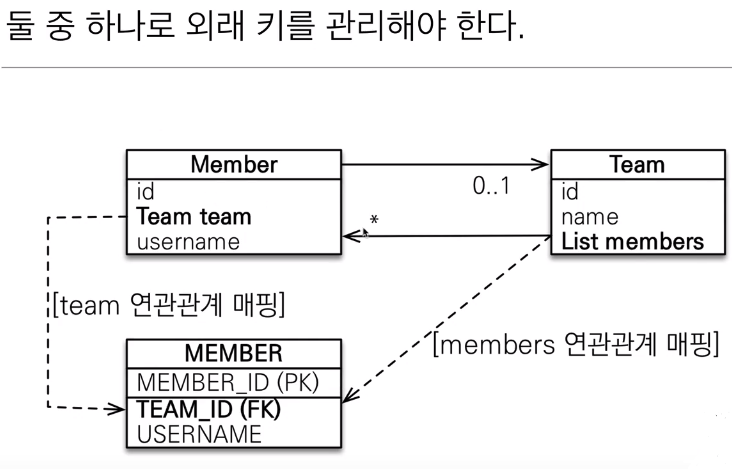 둘 중 하나로 외래 키를 관리해야 한다.
Member
id
Team team
username
0..1
*
Team
id
name
List members
[team 연관관계 매핑]
[members 연관관계 매핑]
MEMBER
MEMBER_ID (PK)
TEAM_ID (FK)
USERNAME